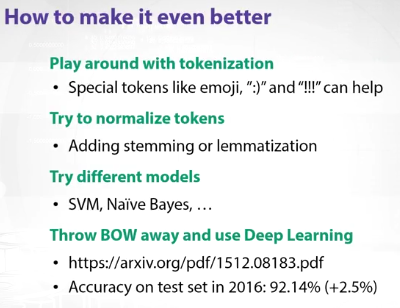 How to make it even better
Play around with tokenization
• Special tokens like emoji, ":)" and "!!!" can help
Try to normalize tokens
• Adding stemming or lemmatization
Try different models
• SVM, Naïve Bayes, …
Throw BOW away and use Deep Learning
• https://arxiv.org/pdf/1512.08183.pdf
• Accuracy on test set in 2016: 92.14% (+2.5%)